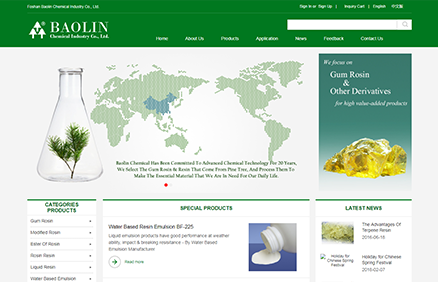 Foshan Baolin Chemical Industry Co., Ltd.
Sign In or Sign Up | Inquiry Cart | English 中文版
BAOLIN
Chemical Industry Co., Ltd.
Home About Us Products Application News Feedback Contact Us
We focus on
Gum Rosin
&
Other Derivatives
for high value-added products
Baolin Chemical Has Been Committed To Advanced Chemical Technology For 20 Years,
We Select The Gum Rosin & Rosin That Come From Pine Tree, And Process Them To
Make The Essential Material That We Are In Need For Our Daily Life.
CATEGORIES
PRODUCTS
Gum Rosin
Modified Rosin
Ester Of Rosin
Rosin Resin
Liquid Resin
Water Based Emulsion
SPECIAL PRODUCTS
Water Based Resin Emulsion BF-225
Liquid emulsion products have good performance at weather
ability, impact & breaking resistance - By Water Based
Emulsion Manufacturer
Read more
LATEST NEWS
The Advantages Of
Terpene Resin
2016-06-18
Holiday for
Chinese Spring
Festival
Holiday for Chinese
Spring Festival
2016-02-07